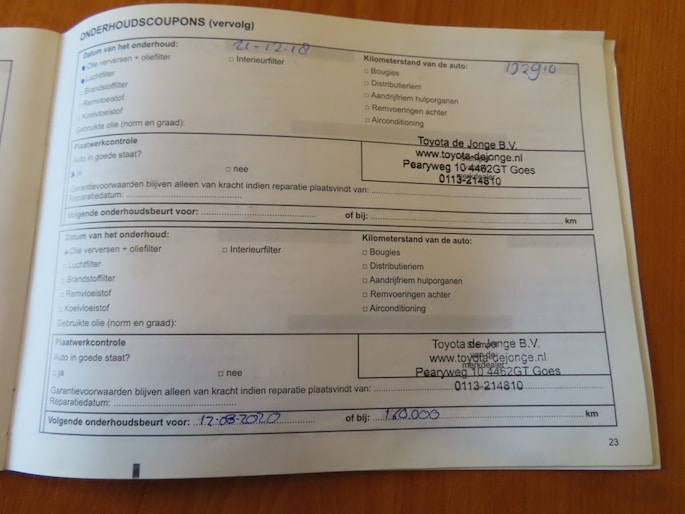 ONDERHOUDSCOUPONS (vervolg)
Datum van het onderhoud: 21-12-18
Kilometerstand van de auto:
□ Olie verversen + oliefilter □ Interieurfilter □ Bougies
□ Luchtfilter □ Distributieriem
□ Brandstoffilter □ Aandrijfriem hulporganen
□ Remvloeistof □ Remvoeringen achter
□ Koelvloeistof □ Airconditioning
Gebruikte olie (norm en graad):
Plaatwerkcontrole
Auto in goede staat?
□ ja □ nee
Toyota de Jonge B.V.
www.toyota-dejonge.nl
Pearyweg 10 4462GT Goes
0113-214810
Garantievoorwaarden blijven alleen van kracht indien reparatie plaatsvindt van:
Reparatiedatum:
Volgende onderhoudsbeurt voor: of bij: km
Datum van het onderhoud: Kilometerstand van de auto:
□ Olie verversen + oliefilter □ Interieurfilter □ Bougies
□ Luchtfilter □ Distributieriem
□ Brandstoffilter □ Aandrijfriem hulporganen
□ Remvloeistof □ Remvoeringen achter
□ Koelvloeistof □ Airconditioning
Gebruikte olie (norm en graad):
Plaatwerkcontrole
Auto in goede staat?
□ ja □ nee
Stempel
van de
merkdealer
Toyota de Jonge B.V.
www.toyota-dejonge.nl
Pearyweg 10 4462GT Goes
0113-214810
Garantievoorwaarden blijven alleen van kracht indien reparatie plaatsvindt van:
Reparatiedatum:
Volgende onderhoudsbeurt voor: 12-08-2020 of bij: 160.000 km
23